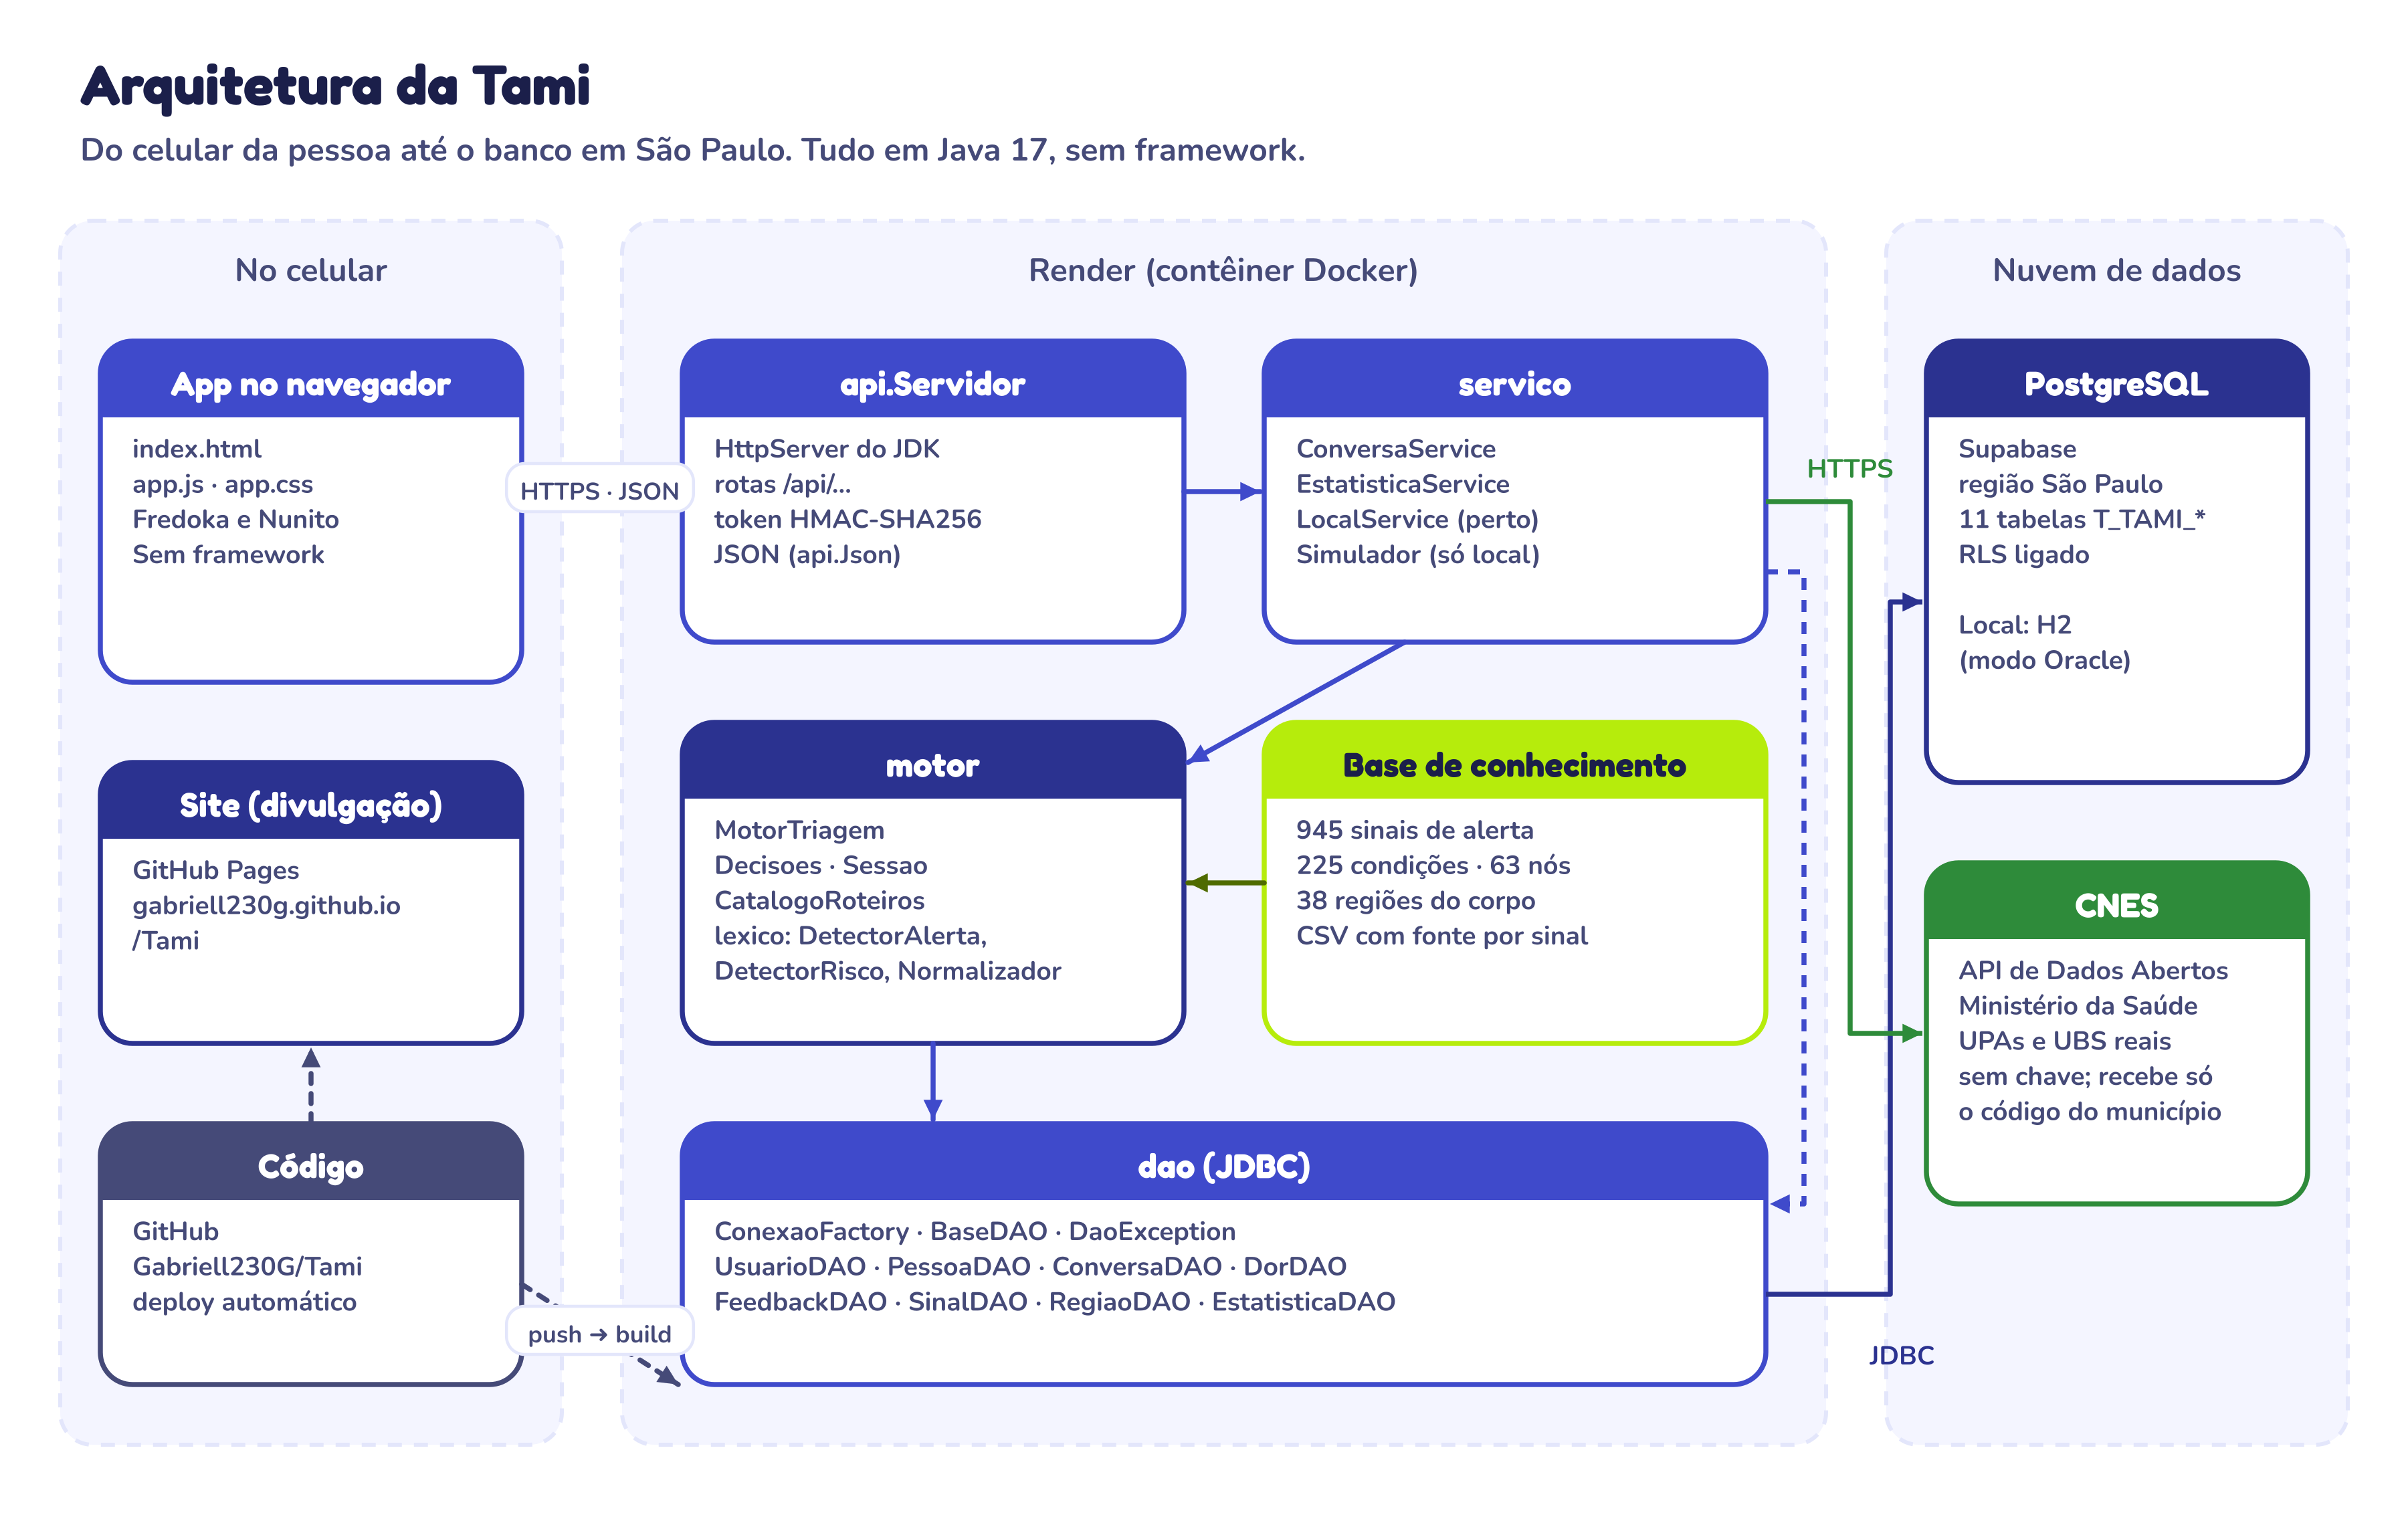 Arquitetura da Tami
Do celular da pessoa até o banco em São Paulo. Tudo em Java 17, sem framework.
No celular
App no navegador
index.html
app.js · app.css
Fredoka e Nunito
Sem framework
Site (divulgação)
GitHub Pages
gabriell230g.github.io
/Tami
Código
GitHub
Gabriell230G/Tami
deploy automático
HTTPS · JSON
push → build
Render (contêiner Docker)
api.Servidor
HttpServer do JDK
rotas /api/...
token HMAC-SHA256
JSON (api.Json)
servico
ConversaService
EstatisticaService
LocalService (perto)
Simulador (só local)
motor
MotorTriagem
Decisoes · Sessao
CatalogoRoteiros
lexico: DetectorAlerta,
DetectorRisco, Normalizador
Base de conhecimento
945 sinais de alerta
225 condições · 63 nós
38 regiões do corpo
CSV com fonte por sinal
dao (JDBC)
ConexaoFactory · BaseDAO · DaoException
UsuarioDAO · PessoaDAO · ConversaDAO · DorDAO
FeedbackDAO · SinalDAO · RegiaoDAO · EstatisticaDAO
HTTPS
JDBC
Nuvem de dados
PostgreSQL
Supabase
região São Paulo
11 tabelas T_TAMI_*
RLS ligado
Local: H2
(modo Oracle)
CNES
API de Dados Abertos
Ministério da Saúde
UPAs e UBS reais
sem chave; recebe só
o código do município